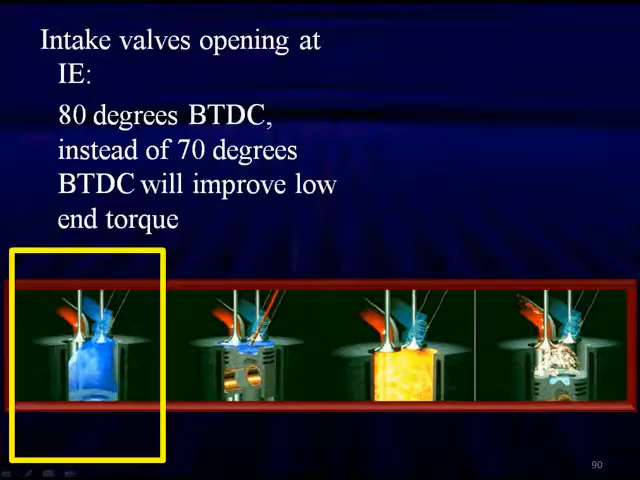 Intake valves opening at
IE:
80 degrees BTDC,
instead of 70 degrees
BTDC will improve low
end torque
90